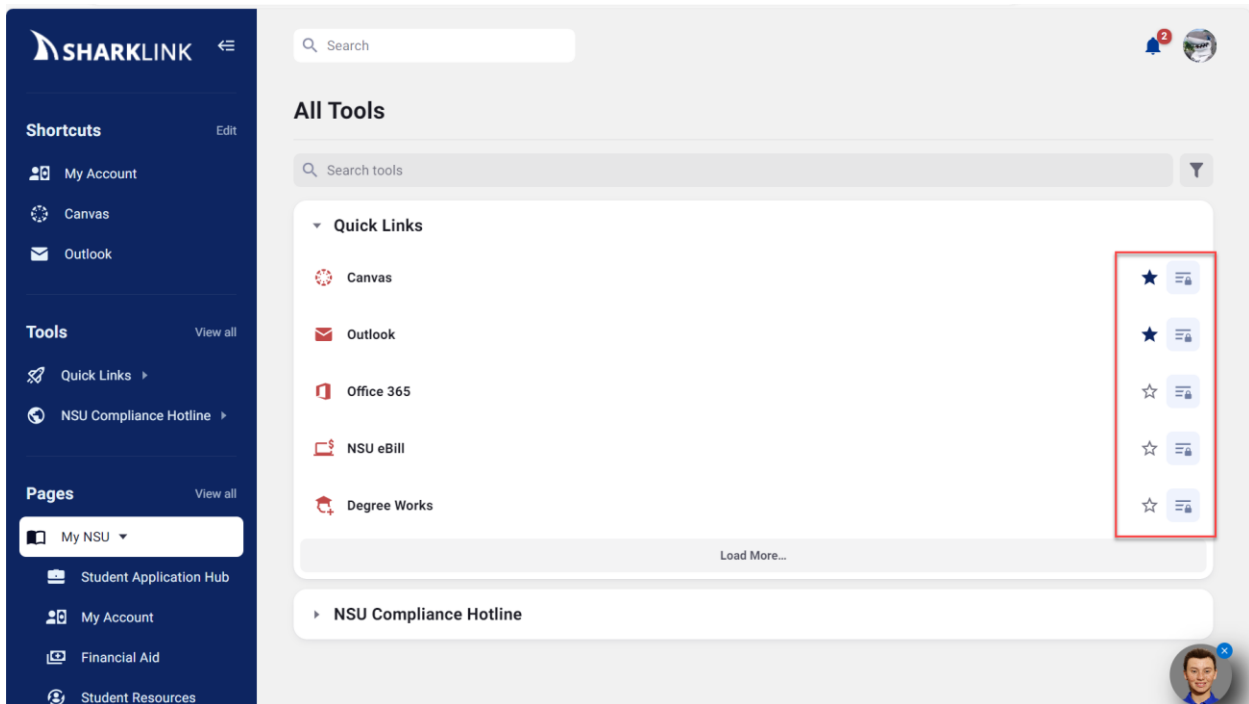 SHARKLINK
Shortcuts Edit
My Account
Canvas
Outlook
Tools View all
Quick Links
NSU Compliance Hotline
Pages View all
My NSU
Student Application Hub
My Account
Financial Aid
Student Resources
Search
2
All Tools
Search tools
Quick Links
Canvas
Outlook
Office 365
NSU eBill
Degree Works
Load More...
NSU Compliance Hotline